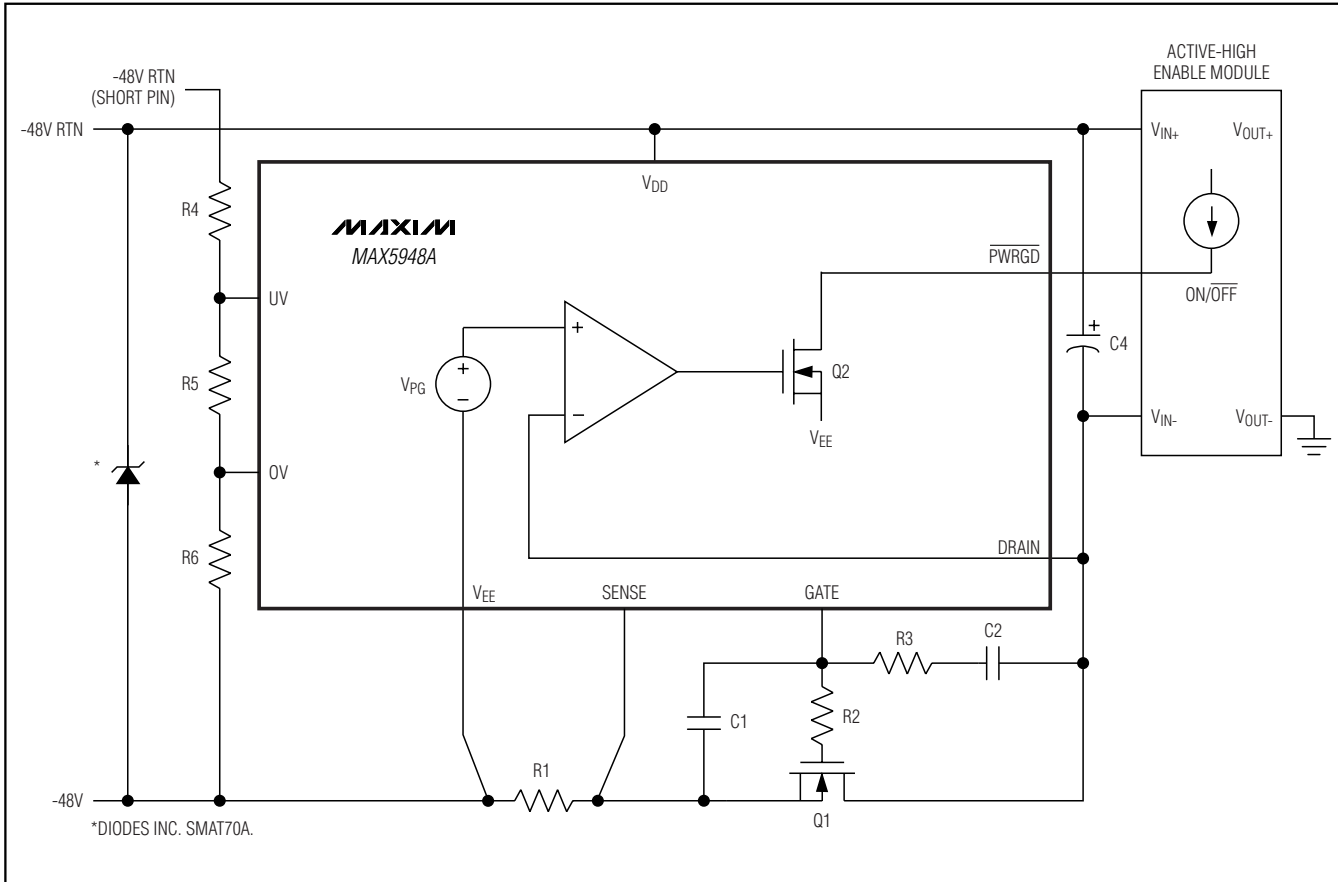 ACTIVE-HIGH
ENABLE MODULE
-48V RTN
(SHORT PIN)
-48V RTN
VIN+
VOUT+
VDD
R4
MAXIM
MAX5948A
PWRGD
ON/OFF
UV
C4
+
+
VPG
+
−
Q2
R5
−
VEE
VIN-
VOUT-
*
OV
R6
DRAIN
VEE
SENSE
GATE
R3
C2
R2
C1
R1
-48V
Q1
*DIODES INC. SMAT70A.